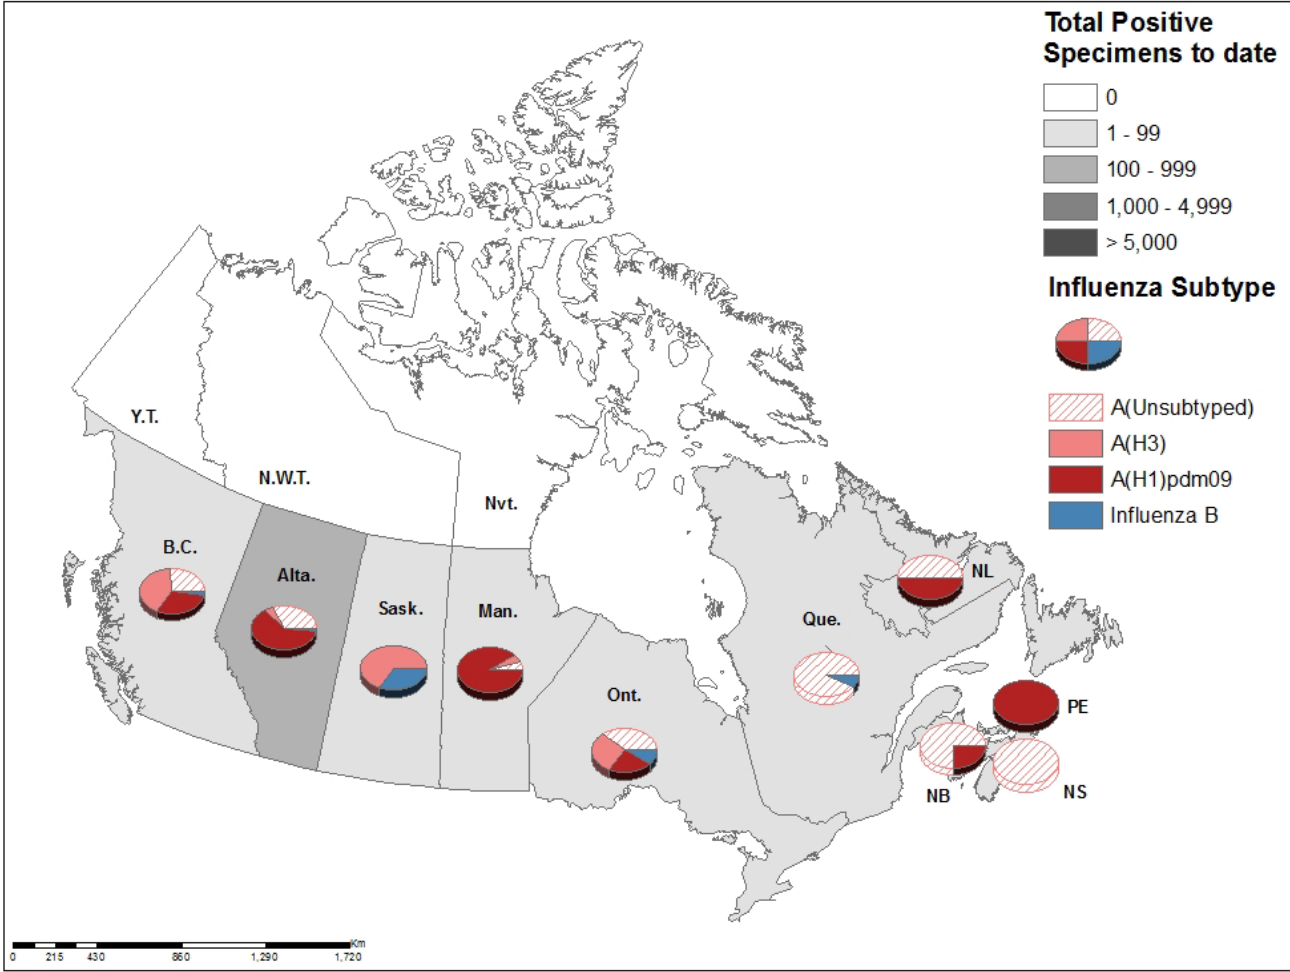 Total Positive
Specimens to date
0
1 - 99
100 - 999
1,000 - 4,999
> 5,000
Influenza Subtype
A(Unsubtyped)
A(H3)
A(H1)pdm09
Influenza B
Y.T.
N.W.T.
Nvt.
B.C.
Alta.
Sask.
Man.
Ont.
Que.
NL
PE
NB
NS
Km
0 215 430 860 1,290 1,720